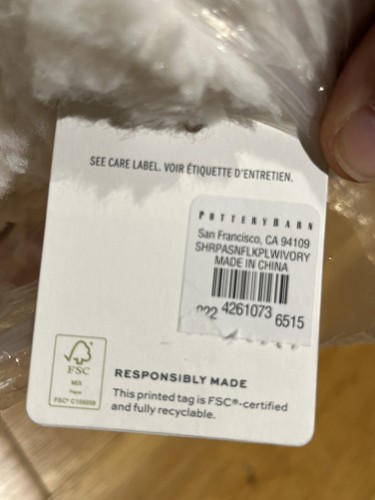 SEE CARE LABEL. VOIR ÉTIQUETTE D'ENTRETIEN.
POTTERYBARN
San Francisco, CA 94109
SHRPASNFLKPLWIVORY
MADE IN CHINA
4261073 6515
FSC
MIX
RESPONSIBLY MADE
This printed tag is FSC®-certified
and fully recyclable.